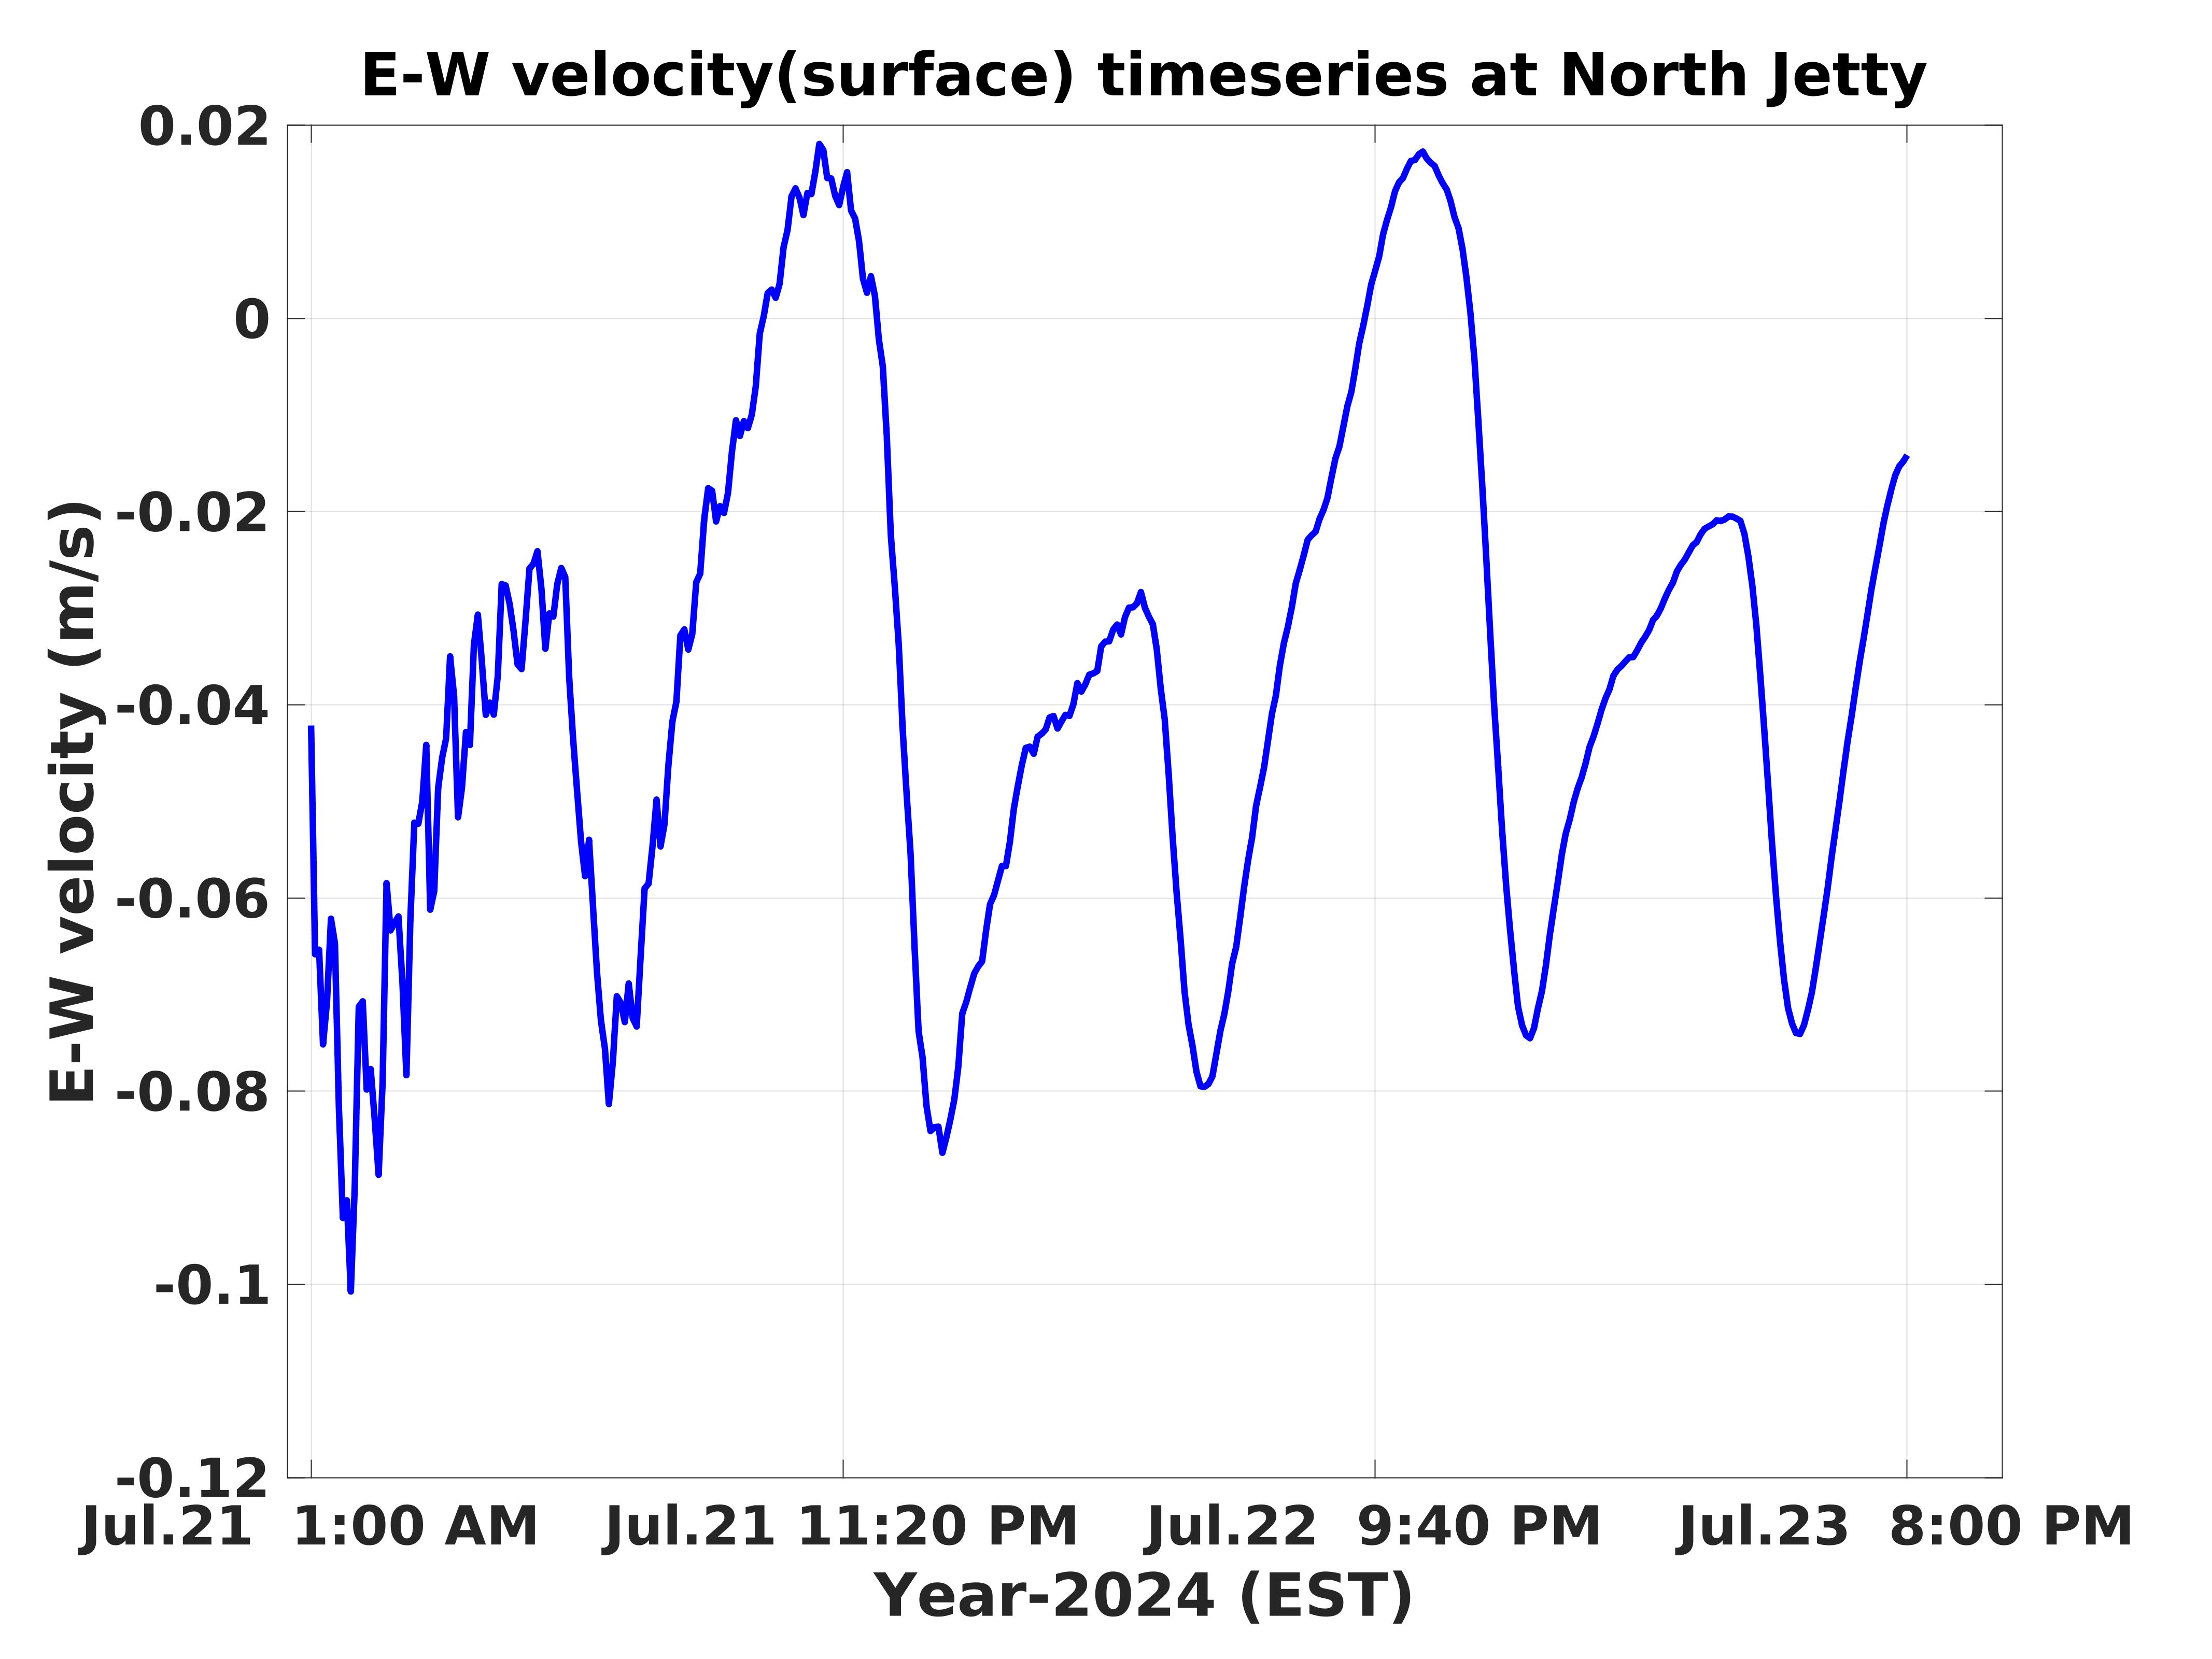 E-W velocity(surface) timeseries at North Jetty
0.02
0
-0.02
-0.04
-0.06
-0.08
-0.1
-0.12
E-W velocity (m/s)
Jul.21 1:00 AM Jul.21 11:20 PM Jul.22 9:40 PM Jul.23 8:00 PM
Year-2024 (EST)